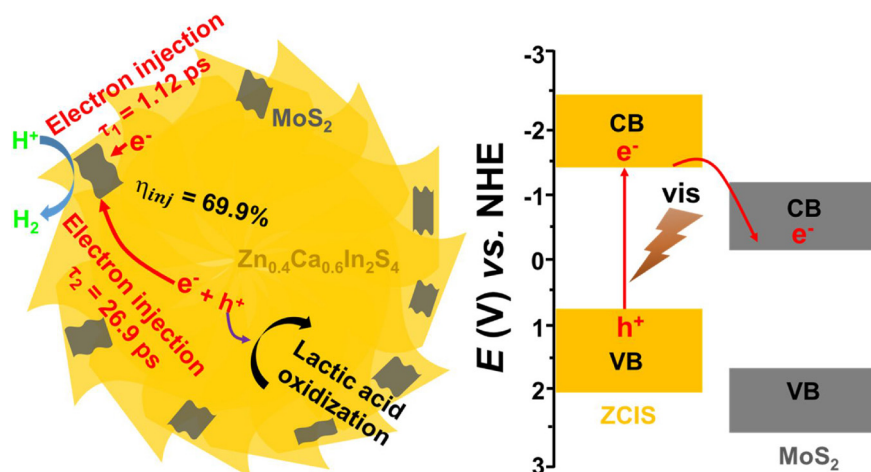 Electron injection
τ₁ = 1.12 ps
e⁻
H⁺
H₂
MoS₂
ηinj = 69.9%
Zn₀.₄Ca₀.₆In₂S₄
Electron injection
τ₂ = 26.9 ps
e⁻ + h⁺
Lactic acid
oxidization
E (V) vs. NHE
-3
-2
-1
0
1
2
3
CB
e⁻
vis
h⁺
VB
ZCIS
CB
e⁻
VB
MoS₂